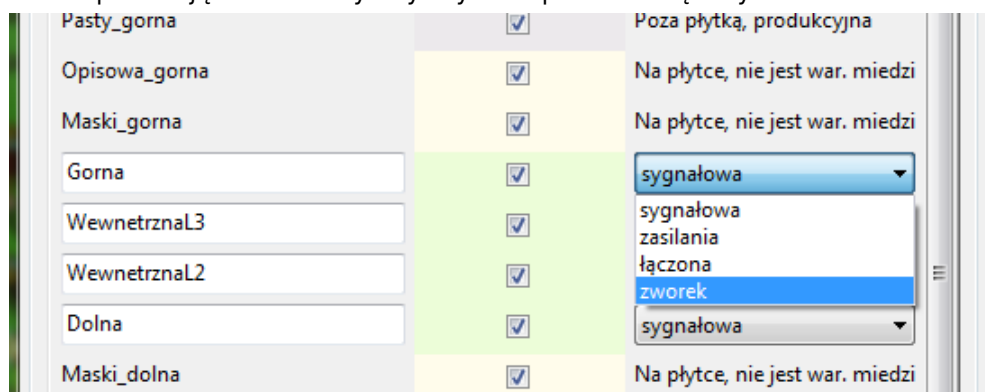 Pasty_gorna Poza płytką, produkcyjna
Opisowa_gorna Na płytce, nie jest war. miedzi
Maski_gorna Na płytce, nie jest war. miedzi
Gorna sygnałowa
sygnałowa
WewnetrznaL3 zasilania
łączona
WewnetrznaL2 zworek
Dolna sygnałowa
Maski_dolna Na płytce, nie jest war. miedzi